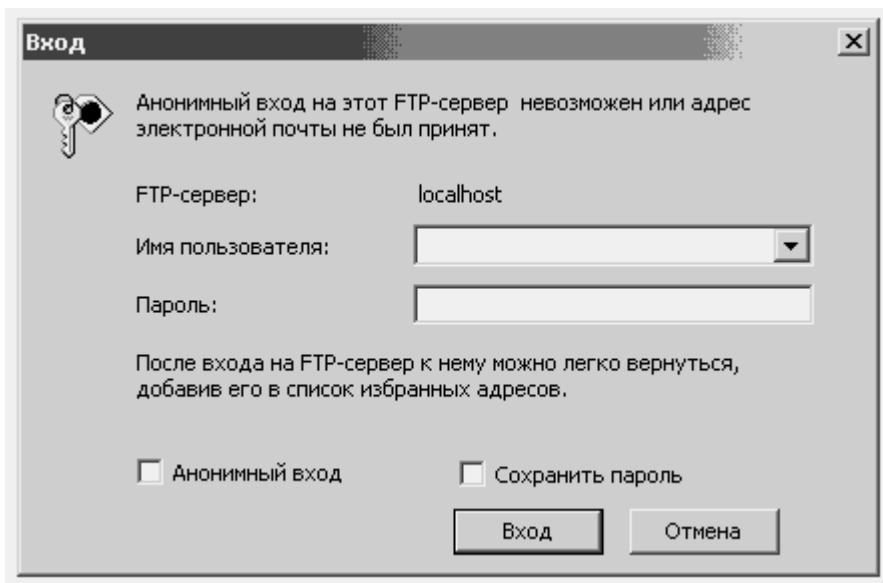 Вход
Анонимный вход на этот FTP-сервер невозможен или адрес
электронной почты не был принят.
FTP-сервер: localhost
Имя пользователя:
Пароль:
После входа на FTP-сервер к нему можно легко вернуться,
добавив его в список избранных адресов.
Анонимный вход Сохранить пароль
Вход Отмена